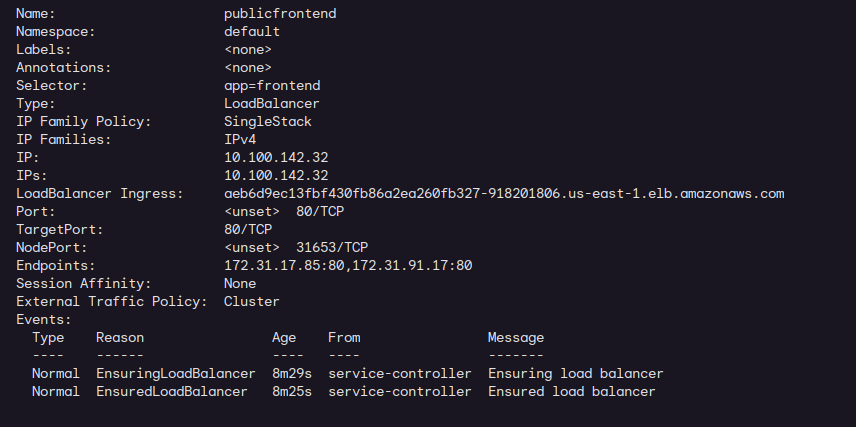 Name:                     publicfrontend
Namespace:                default
Labels:                   <none>
Annotations:              <none>
Selector:                 app=frontend
Type:                     LoadBalancer
IP Family Policy:         SingleStack
IP Families:              IPv4
IP:                       10.100.142.32
IPs:                      10.100.142.32
LoadBalancer Ingress:     aeb6d9ec13fbf430fb86a2ea260fb327-918201806.us-east-1.elb.amazonaws.com
Port:                     <unset>  80/TCP
TargetPort:               80/TCP
NodePort:                 <unset>  31653/TCP
Endpoints:                172.31.17.85:80,172.31.91.17:80
Session Affinity:         None
External Traffic Policy:  Cluster
Events:
  Type    Reason                Age    From                Message
  ----    ------                ----   ----                -------
  Normal  EnsuringLoadBalancer  8m29s  service-controller  Ensuring load balancer
  Normal  EnsuredLoadBalancer   8m25s  service-controller  Ensured load balancer